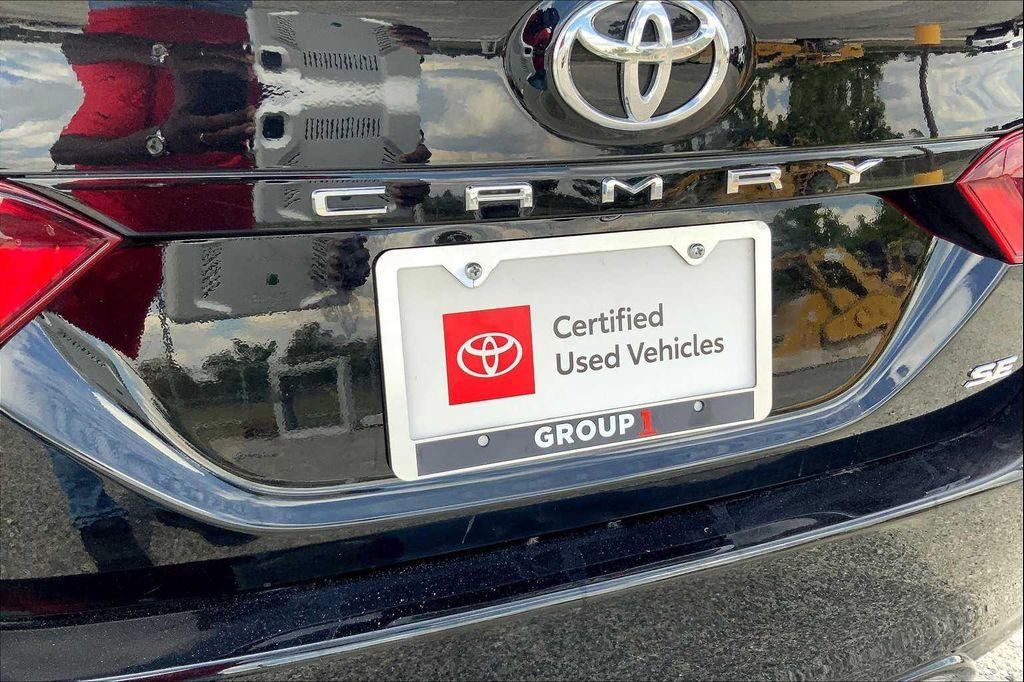 CAMRY
Certified
Used Vehicles
GROUP 1
SE